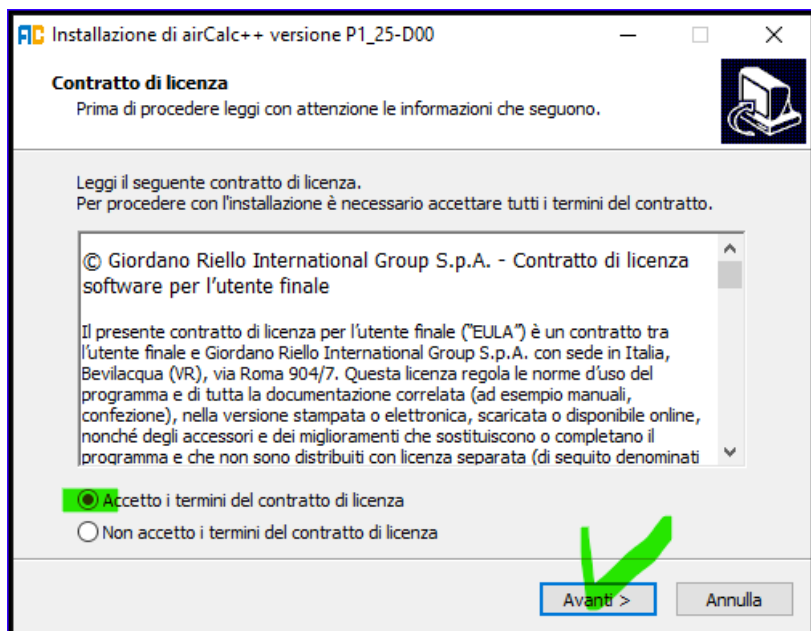 Installazione di airCalc++ versione P1_25-D00
Contratto di licenza
Prima di procedere leggi con attenzione le informazioni che seguono.
Leggi il seguente contratto di licenza.
Per procedere con l'installazione è necessario accettare tutti i termini del contratto.
© Giordano Riello International Group S.p.A. - Contratto di licenza
software per l'utente finale
Il presente contratto di licenza per l'utente finale ("EULA") è un contratto tra
l'utente finale e Giordano Riello International Group S.p.A. con sede in Italia,
Bevilacqua (VR), via Roma 904/7. Questa licenza regola le norme d'uso del
programma e di tutta la documentazione correlata (ad esempio manuali,
confezione), nella versione stampata o elettronica, scaricata o disponibile online,
nonché degli accessori e dei miglioramenti che sostituiscono o completano il
programma e che non sono distribuiti con licenza separata (di seguito denominati
Accetto i termini del contratto di licenza
Non accetto i termini del contratto di licenza
Avanti >
Annulla